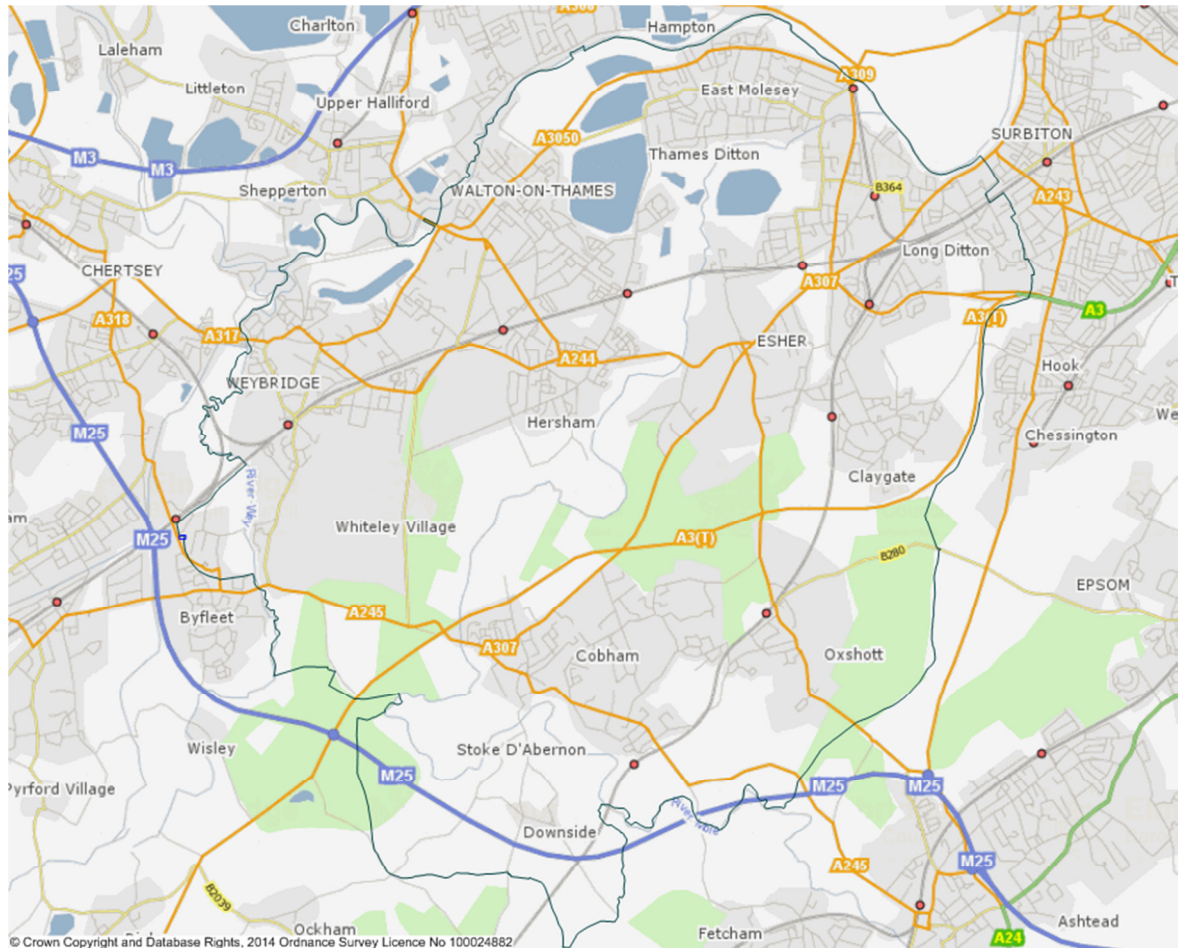 Charlton
Hampton
Laleham
Littleton
Upper Halliford
A309
East Molesey
A3050
SURBITON
M3
M3
Thames Ditton
Shepperton
WALTON-ON-THAMES
B364
A243
Long Ditton
CHERTSEY
25
A307
A3(T)
A3
A318
A317
ESHER
A244
Hook
WEYBRIDGE
Hersham
We
M25
Chessington
Claygate
River Wey
am
Whiteley Village
M25
A3(T)
B280
EPSOM
Byfleet
A245
A307
Cobham
Oxshott
Wisley
Stoke D'Abernon
M25
M25
M25
Pyrford Village
River Mole
Downside
A245
M25
B2039
Ockham
Fetcham
A24
Ashtead
© Crown Copyright and Database Rights, 2014 Ordnance Survey Licence No 100024882